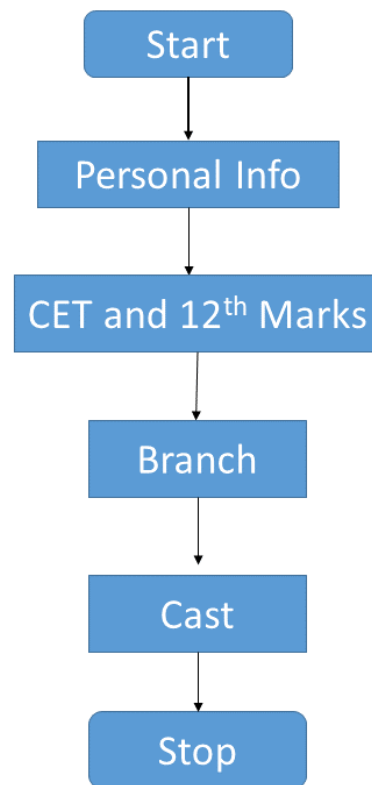 Start
Personal Info
CET and 12th Marks
Branch
Cast
Stop